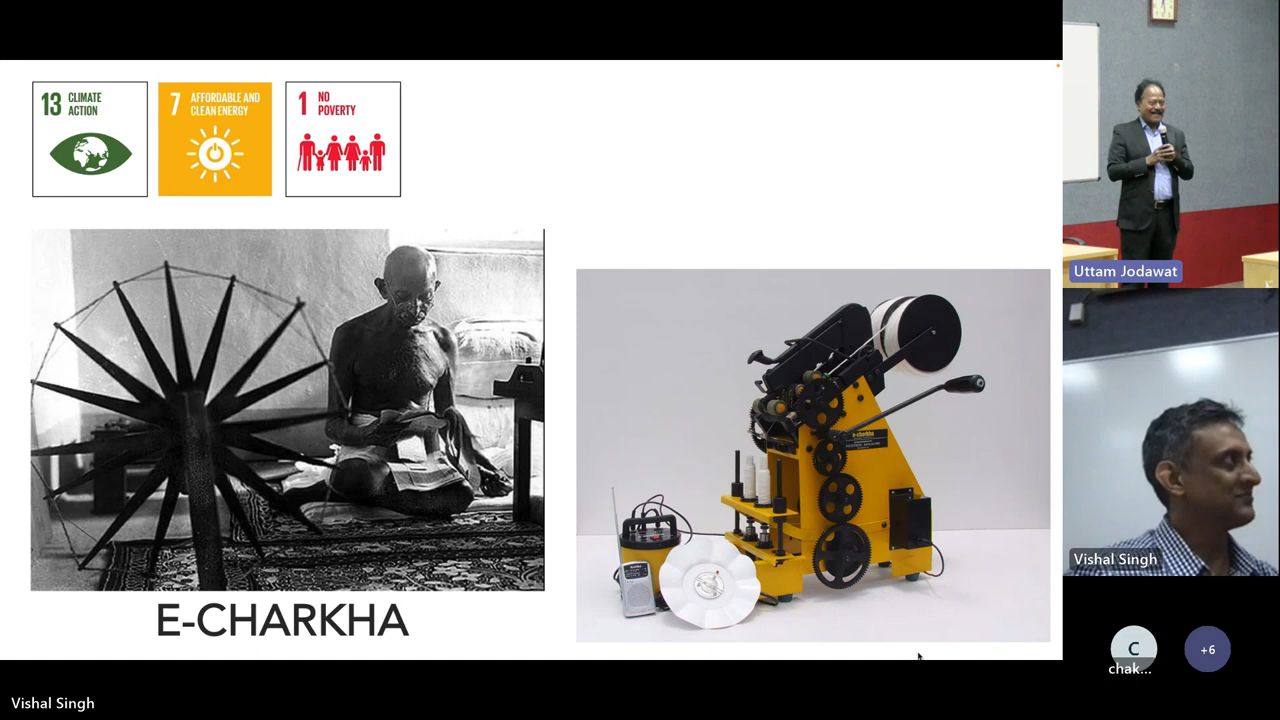 13 CLIMATE
ACTION
7 AFFORDABLE AND
CLEAN ENERGY
1 NO
POVERTY
e-charkha
E-CHARKHA
Uttam Jodawat
Vishal Singh
C
chak...
+6
Vishal Singh